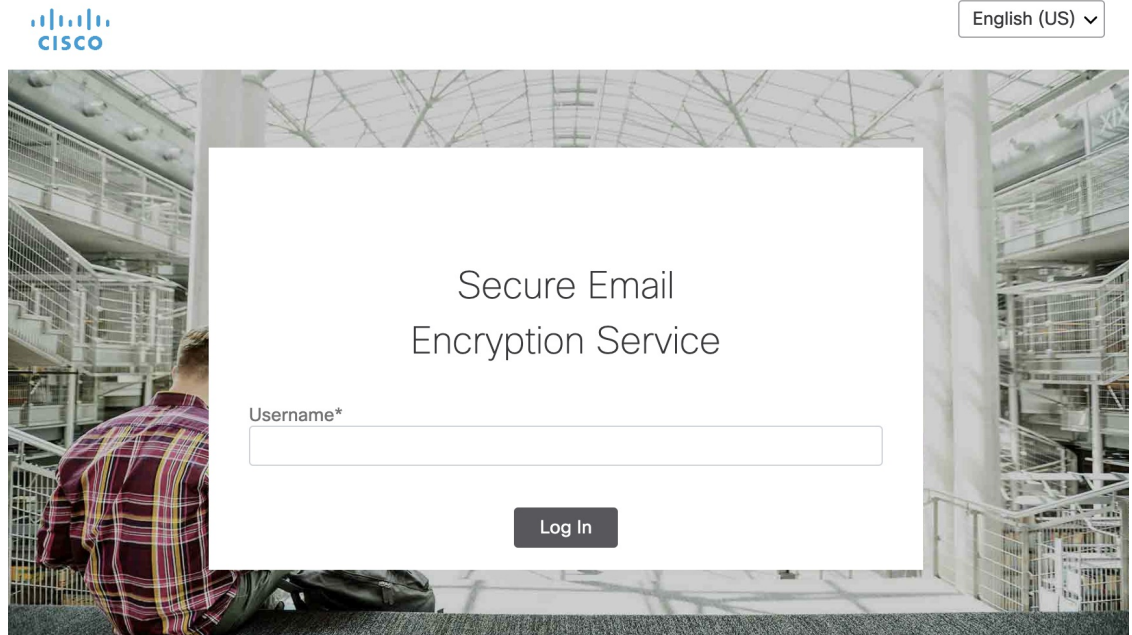 CISCO
English (US)
Secure Email
Encryption Service
Username*
Log In